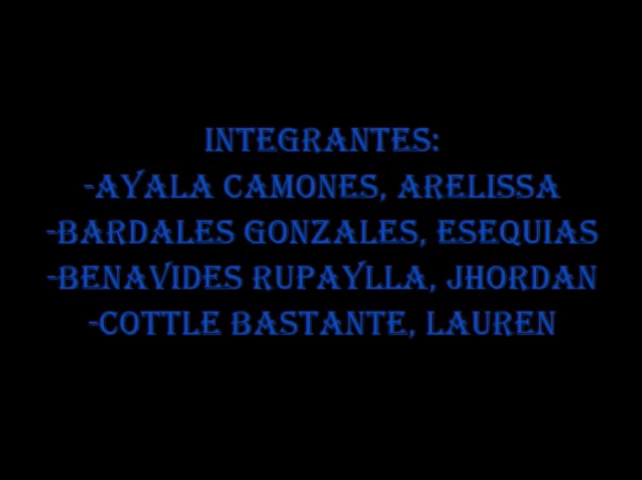 INTEGRANTES:
-AYALA CAMONES, ARELISSA
-BARDALES GONZALES, ESEQUIAS
-BENAVIDES RUPAYLLA, JHORDAN
-COTTLE BASTANTE, LAUREN